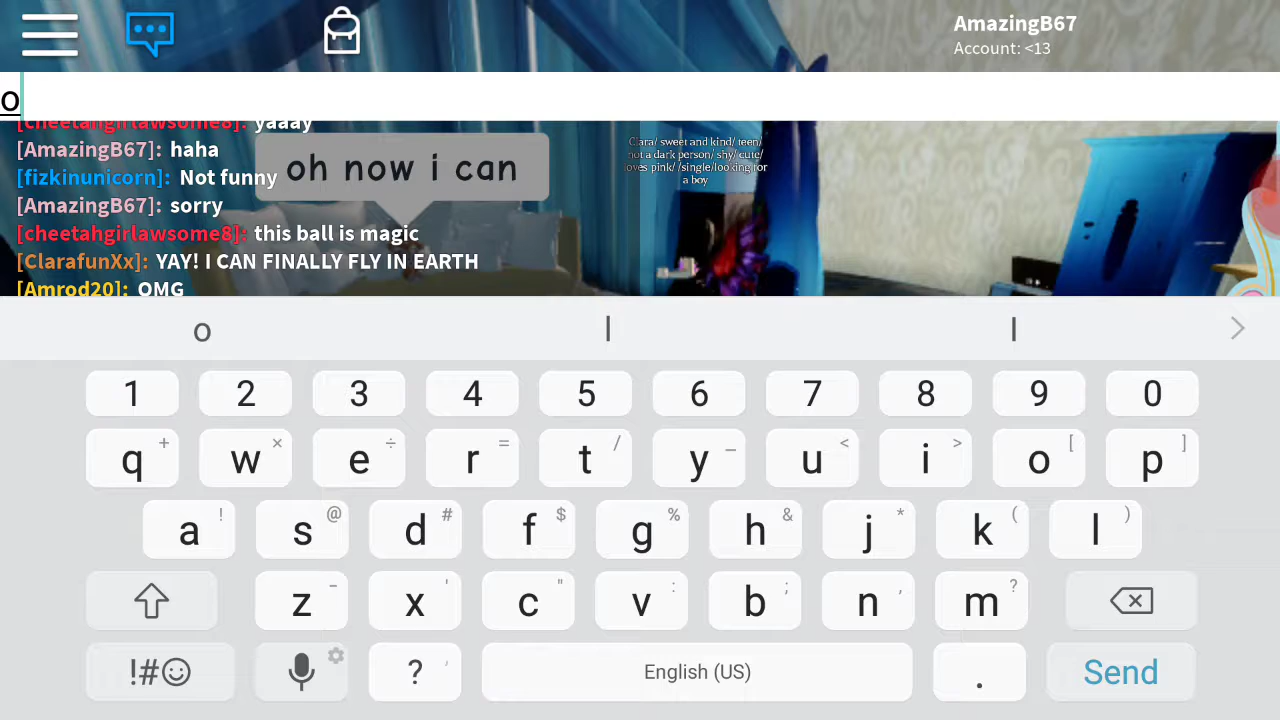 AmazingB67
Account: <13
o
[cheetahgirlawsome8]: yaaay
[AmazingB67]: haha
[fizkinunicorn]: Not funny
[AmazingB67]: sorry
[cheetahgirlawsome8]: this ball is magic
[ClarafunXx]: YAY! I CAN FINALLY FLY IN EARTH
[Amrod20]: OMG
oh now i can
Clara/ sweet and kind/ teen/
not a dark person/ shy/ cute/
loves pink/ /single/looking for
a boy
o l I
1 2 3 4 5 6 7 8 9 0
q + w × e ÷ r = t / y _ u < i > o [ p ]
a ! s @ d # f $ g % h & j * k ( l )
z - x ' c " v : b ; n , m ?
!#☺ ? , English (US) . Send